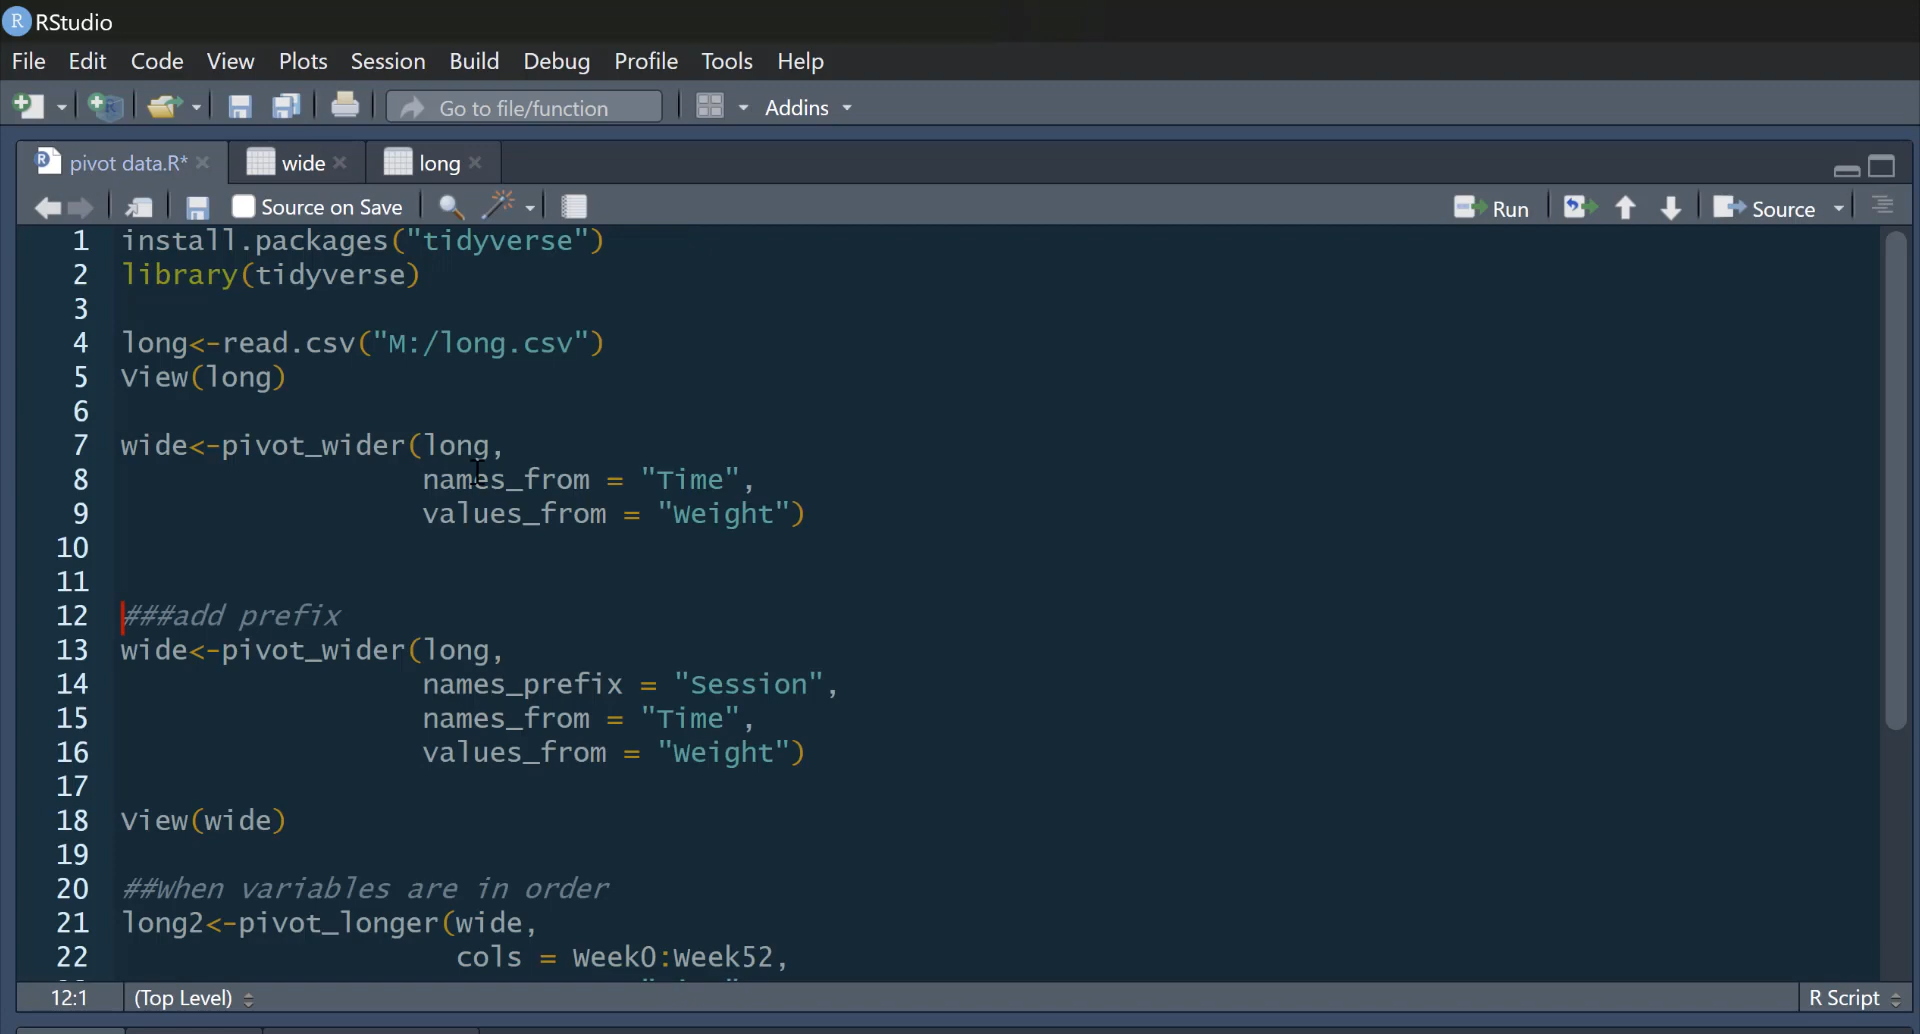 RStudio
File Edit Code View Plots Session Build Debug Profile Tools Help
Go to file/function Addins
pivot data.R* wide long
Source on Save Run Source
1 install.packages("tidyverse")
2 library(tidyverse)
3
4 long<-read.csv("M:/long.csv")
5 View(long)
6
7 wide<-pivot_wider(long,
8 names_from = "Time",
9 values_from = "Weight")
10
11
12 ###add prefix
13 wide<-pivot_wider(long,
14 names_prefix = "Session",
15 names_from = "Time",
16 values_from = "Weight")
17
18 View(wide)
19
20 ##When variables are in order
21 long2<-pivot_longer(wide,
22 cols = Week0:Week52,
12:1 (Top Level) R Script